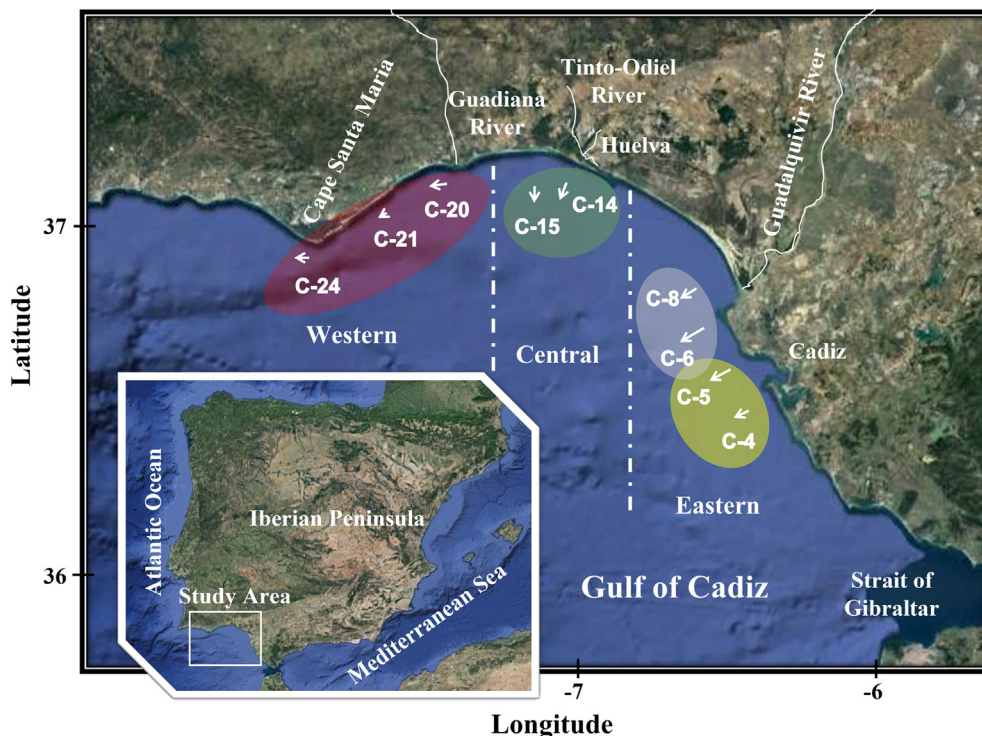 Tinto-Odiel
River
Guadiana
River
Huelva
Cape Santa Maria
Guadalquivir River
37
C-20
C-14
C-15
C-21
C-24
C-8
Western
Central
C-6
Cadiz
C-5
C-4
Latitude
Eastern
Atlantic Ocean
Iberian Peninsula
36
Gulf of Cadiz
Strait of
Gibraltar
Study Area
Mediterranean Sea
-7
-6
Longitude